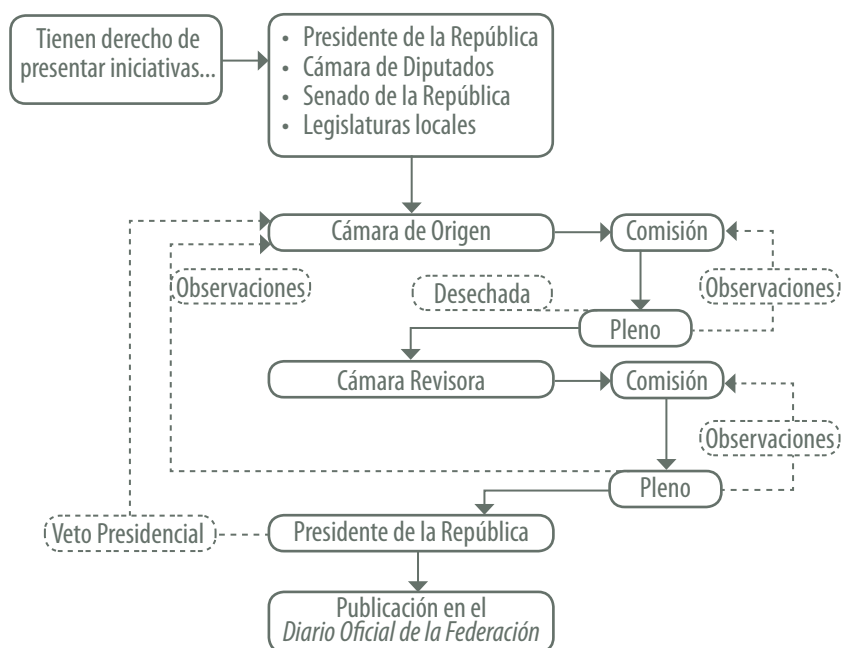 Tienen derecho de
presentar iniciativas...
• Presidente de la República
• Cámara de Diputados
• Senado de la República
• Legislaturas locales
Cámara de Origen
Comisión
Observaciones
Desechada
Observaciones
Pleno
Cámara Revisora
Comisión
Observaciones
Pleno
Veto Presidencial
Presidente de la República
Publicación en el
Diario Oficial de la Federación